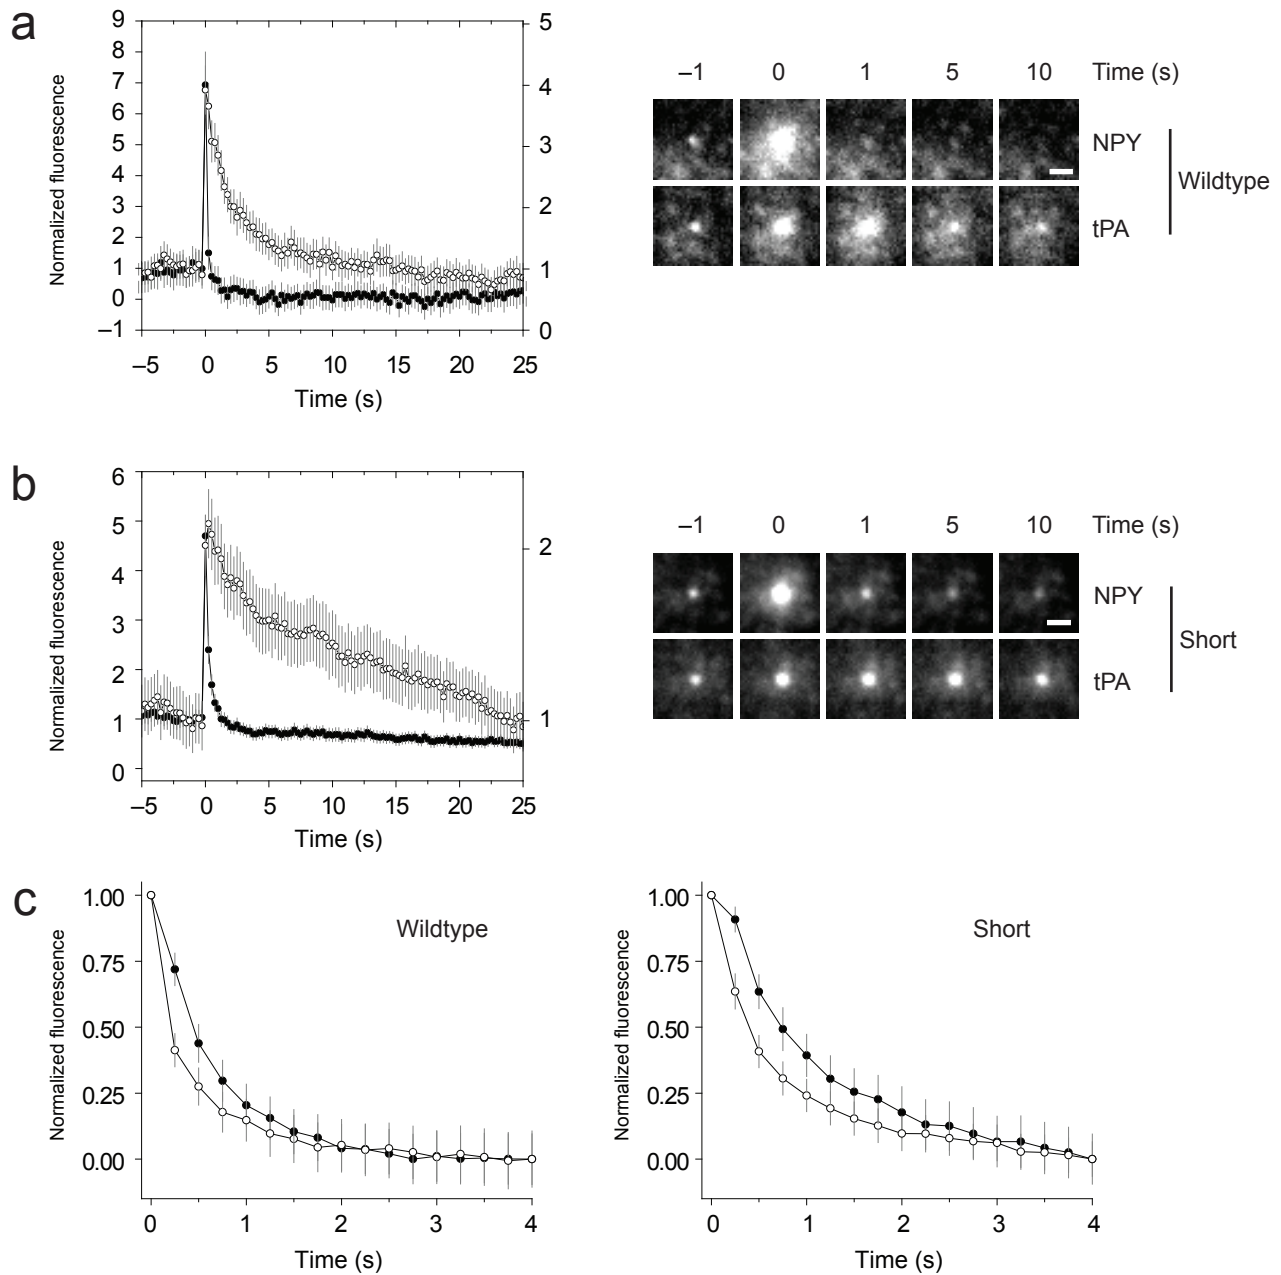 a
9
8
7
6
5
4
3
2
1
0
–1
5
4
3
2
1
0
Normalized fluorescence
–5 0 5 10 15 20 25
Time (s)
–1 0 1 5 10 Time (s)
NPY
tPA
Wildtype
b
6
5
4
3
2
1
0
2
1
Normalized fluorescence
–5 0 5 10 15 20 25
Time (s)
–1 0 1 5 10 Time (s)
NPY
tPA
Short
c
1.00
0.75
0.50
0.25
0.00
Normalized fluorescence
Wildtype
0 1 2 3 4
Time (s)
1.00
0.75
0.50
0.25
0.00
Normalized fluorescence
Short
0 1 2 3 4
Time (s)